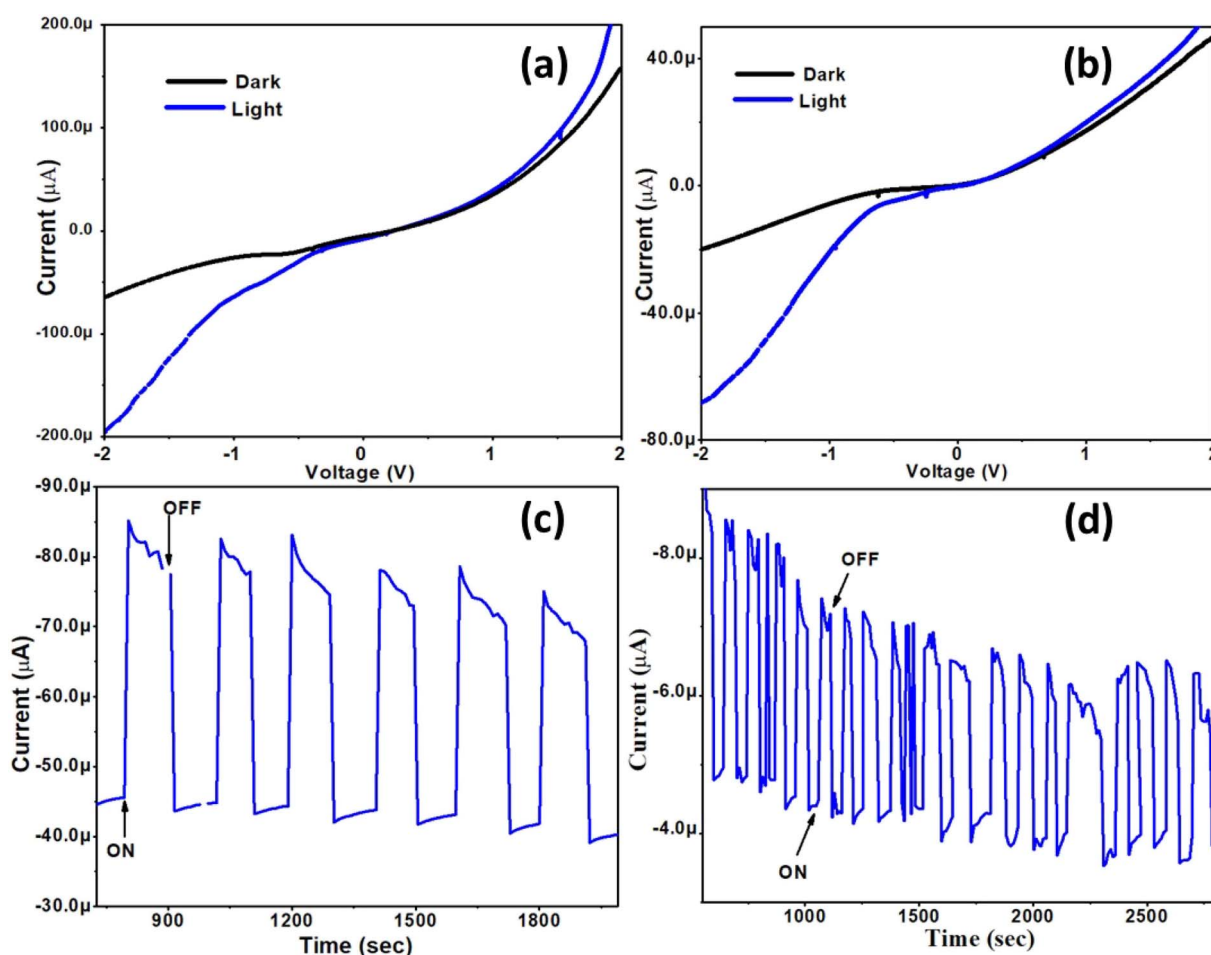 200.0μ
100.0μ
0.0
-100.0μ
-200.0μ
Current (μA)
(a)
Dark
Light
-2 -1 0 1 2
Voltage (V)
40.0μ
0.0
-40.0μ
-80.0μ
Current (μA)
(b)
Dark
Light
-2 -1 0 1 2
Voltage (V)
-90.0μ
-80.0μ
-70.0μ
-60.0μ
-50.0μ
-40.0μ
-30.0μ
Current (μA)
(c)
OFF
ON
900 1200 1500 1800
Time (sec)
-8.0μ
-6.0μ
-4.0μ
Current (μA)
(d)
OFF
ON
1000 1500 2000 2500
Time (sec)